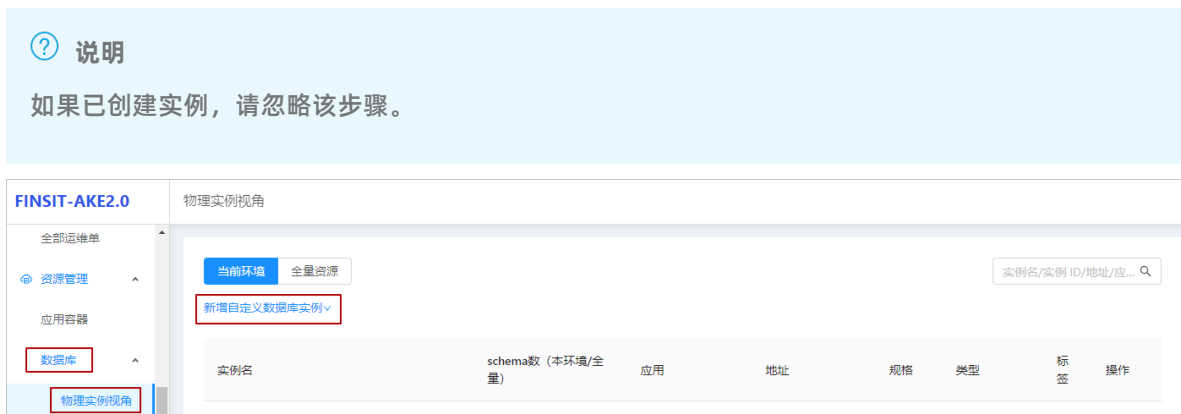 说明
如果已创建实例，请忽略该步骤。
FINSIT-AKE2.0
物理实例视角
全部运维单
资源管理
应用容器
数据库
物理实例视角
当前环境
全量资源
实例名/实例 ID/地址/应...
新增自定义数据库实例
实例名
schema数（本环境/全
量）
应用
地址
规格
类型
标
签
操作